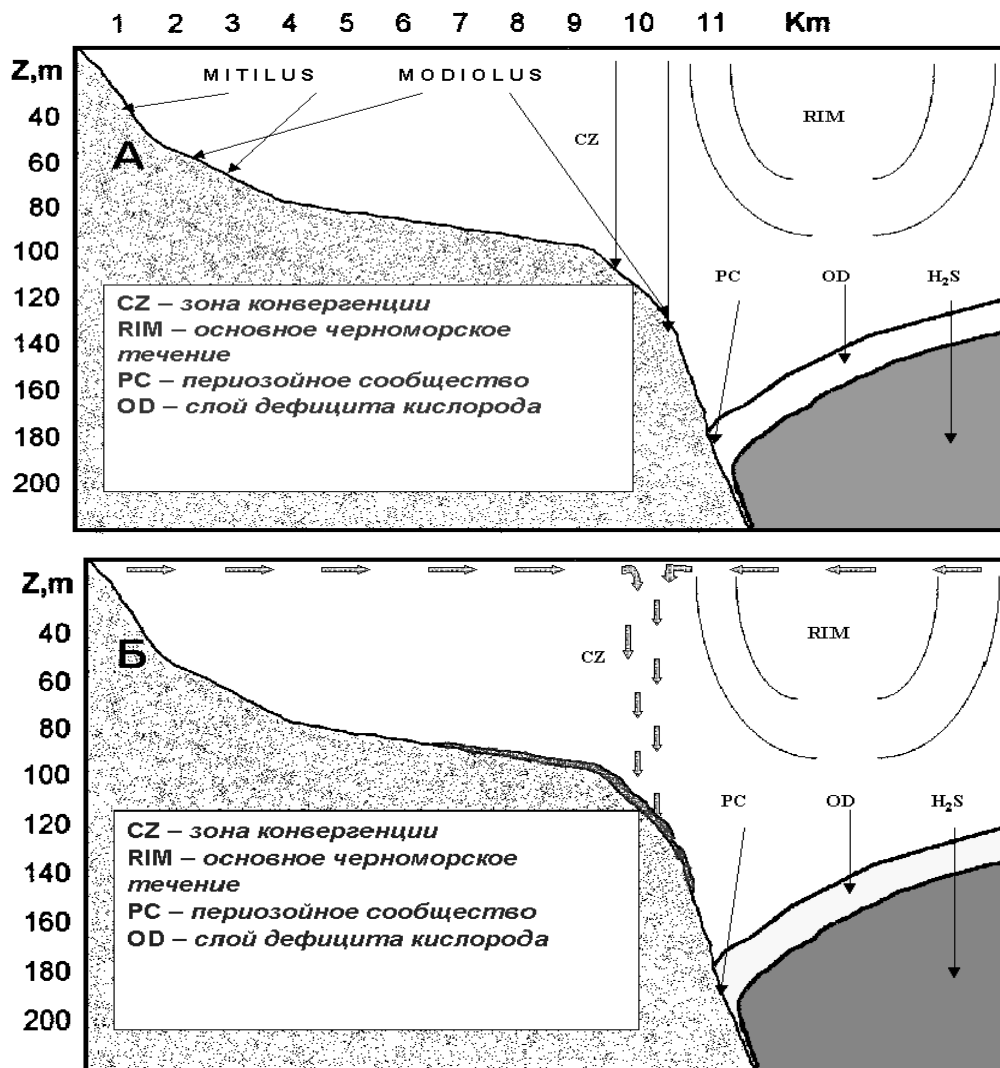 1 2 3 4 5 6 7 8 9 10 11 Km
Z,m
MITILUS MODIOLUS
40
60
80
100
120
140
160
180
200
А
CZ
RIM
PC OD H₂S
CZ – зона конвергенции
RIM – основное черноморское
течение
PC – периозойное сообщество
OD – слой дефицита кислорода
Z,m
40
60
80
100
120
140
160
180
200
Б
CZ
RIM
PC OD H₂S
CZ – зона конвергенции
RIM – основное черноморское
течение
PC – периозойное сообщество
OD – слой дефицита кислорода